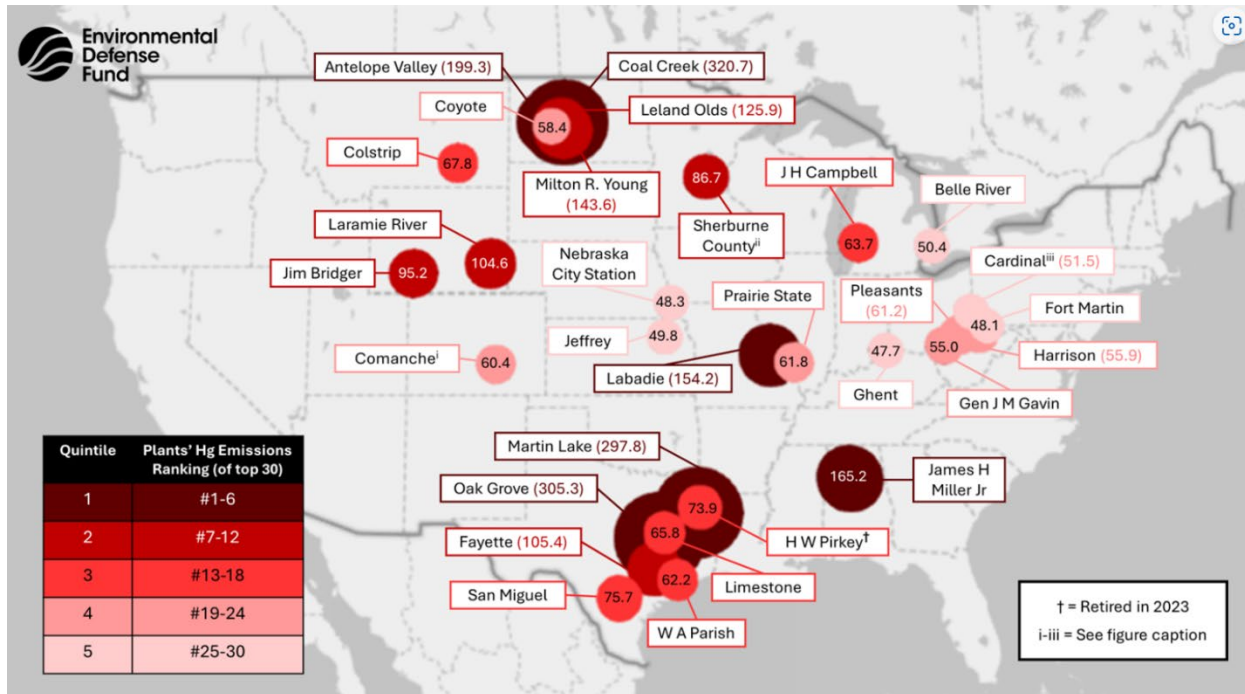 Environmental
Defense
Fund
Antelope Valley (199.3)
Coal Creek (320.7)
Coyote
58.4
Leland Olds (125.9)
Colstrip
67.8
Milton R. Young
(143.6)
86.7
Sherburne
Countyⁱⁱ
J H Campbell
63.7
Belle River
50.4
Laramie River
104.6
Jim Bridger
95.2
Nebraska
City Station
48.3
Jeffrey
49.8
Prairie State
61.8
Labadie (154.2)
Cardinalⁱⁱⁱ (51.5)
Pleasants
(61.2)
Fort Martin
48.1
Harrison (55.9)
55.0
Gen J M Gavin
47.7
Ghent
Comancheⁱ
60.4
Martin Lake (297.8)
Oak Grove (305.3)
73.9
65.8
H W Pirkey†
Fayette (105.4)
Limestone
San Miguel
75.7
62.2
W A Parish
165.2
James H
Miller Jr
Quintile
Plants' Hg Emissions
Ranking (of top 30)
1 #1-6
2 #7-12
3 #13-18
4 #19-24
5 #25-30
† = Retired in 2023
i-iii = See figure caption